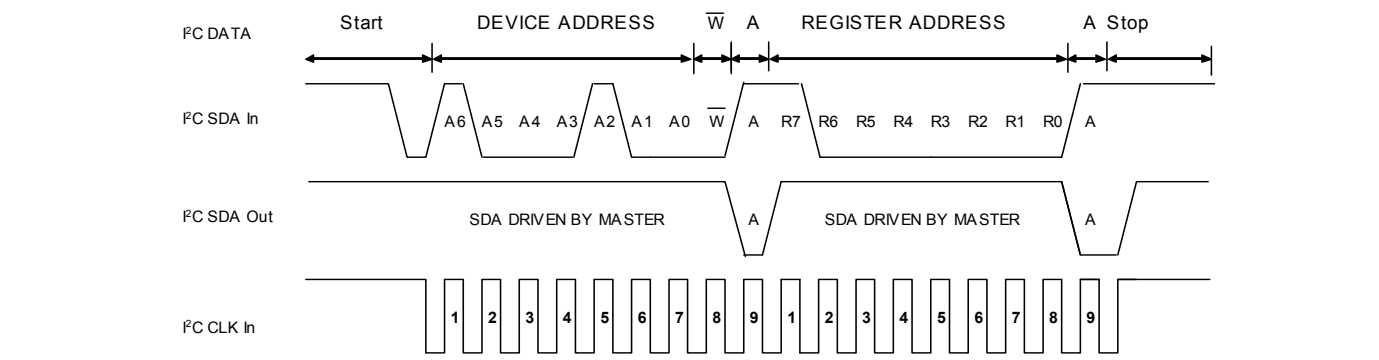 Start DEVICE ADDRESS W̅ A REGISTER ADDRESS A Stop
I²C DATA
I²C SDA In A6 A5 A4 A3 A2 A1 A0 W̅ A R7 R6 R5 R4 R3 R2 R1 R0 A
I²C SDA Out SDA DRIVEN BY MASTER A SDA DRIVEN BY MASTER A
I²C CLK In 1 2 3 4 5 6 7 8 9 1 2 3 4 5 6 7 8 9